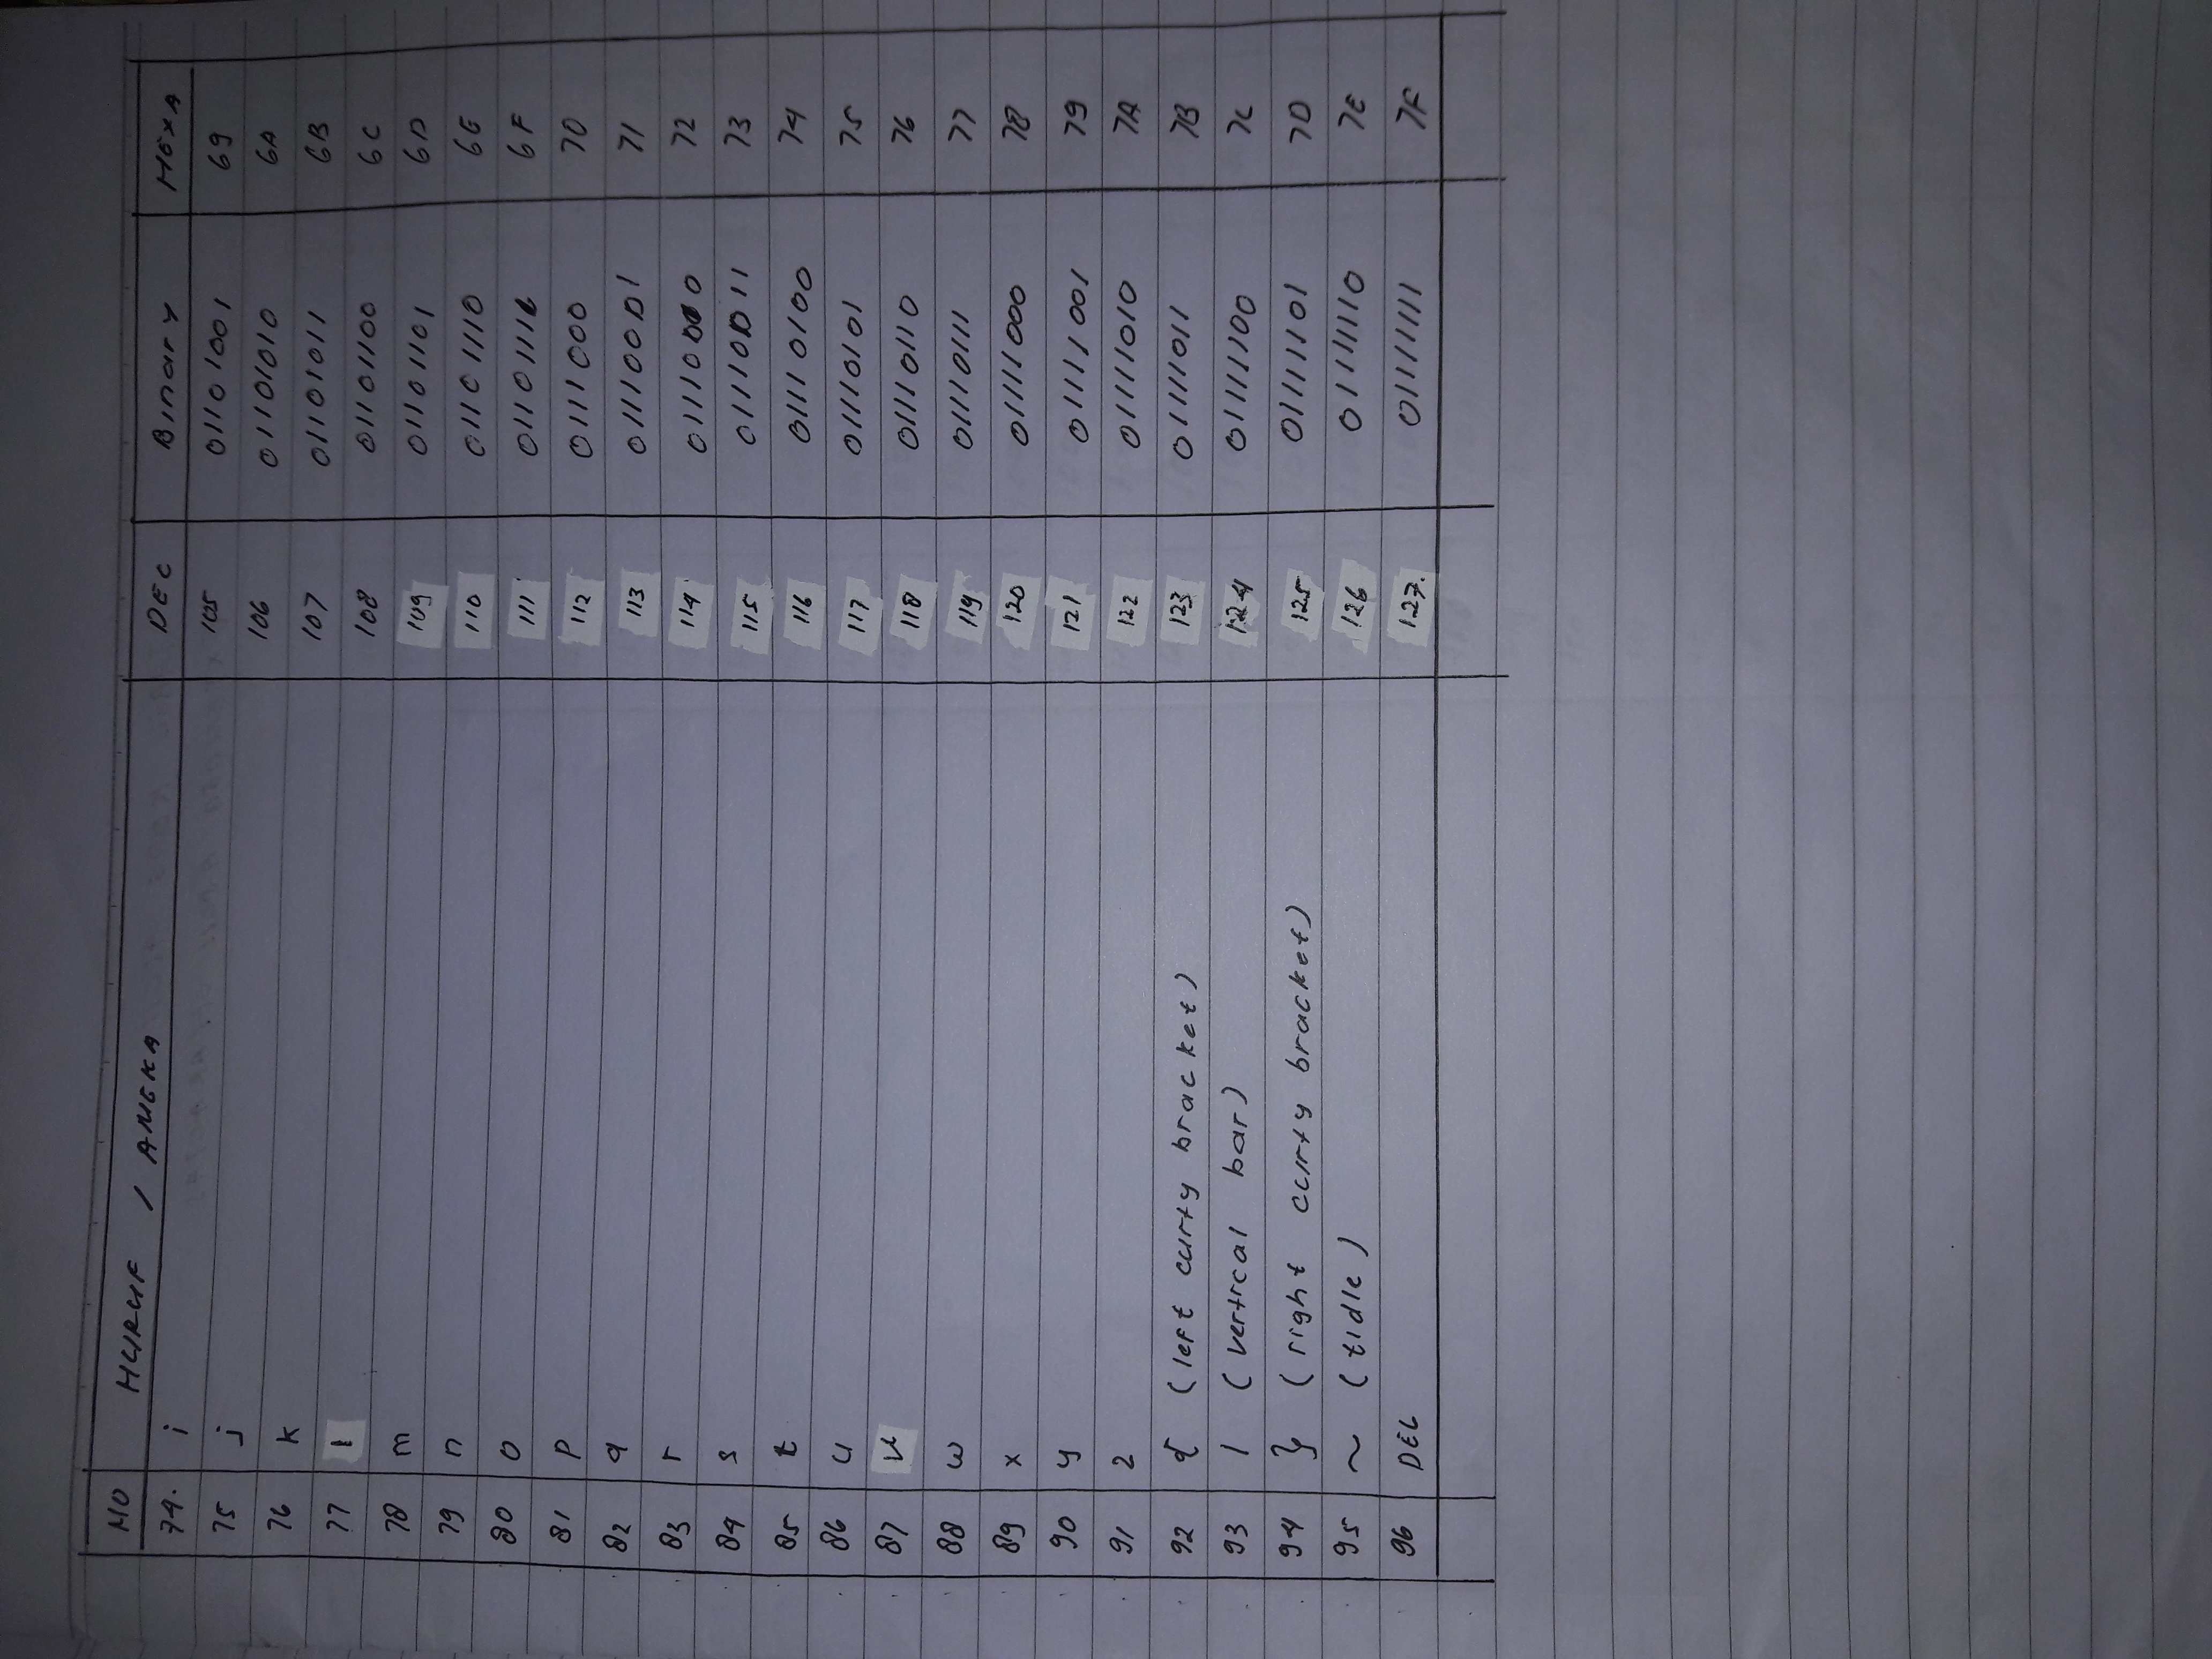 NO HURUF / ANGKA DEC Binary HEXA
74. i 105 01101001 69
75 j 106 01101010 6A
76 k 107 01101011 6B
77 l 108 01101100 6C
78 m 109 01101101 6D
79 n 110 01101110 6E
80 o 111 01101111 6F
81 p 112 0111000 70
82 q 113 01110001 71
83 r 114 72
84 s 115 01110011 73
85 t 116 01110100 74
86 u 117 01110101 75
87 v 118 01110110 76
88 w 119 01110111 77
89 x 120 01111000 78
90 y 121 01111001 79
91 z 122 01111010 7A
92 { (left curty bracket) 123 01111011 7B
93 | (vertical bar) 124 01111100 7C
94 } (right curty bracket) 125 01111101 7D
95 ~ (tidle) 126 01111110 7E
96 DEL 127. 01111111 7F